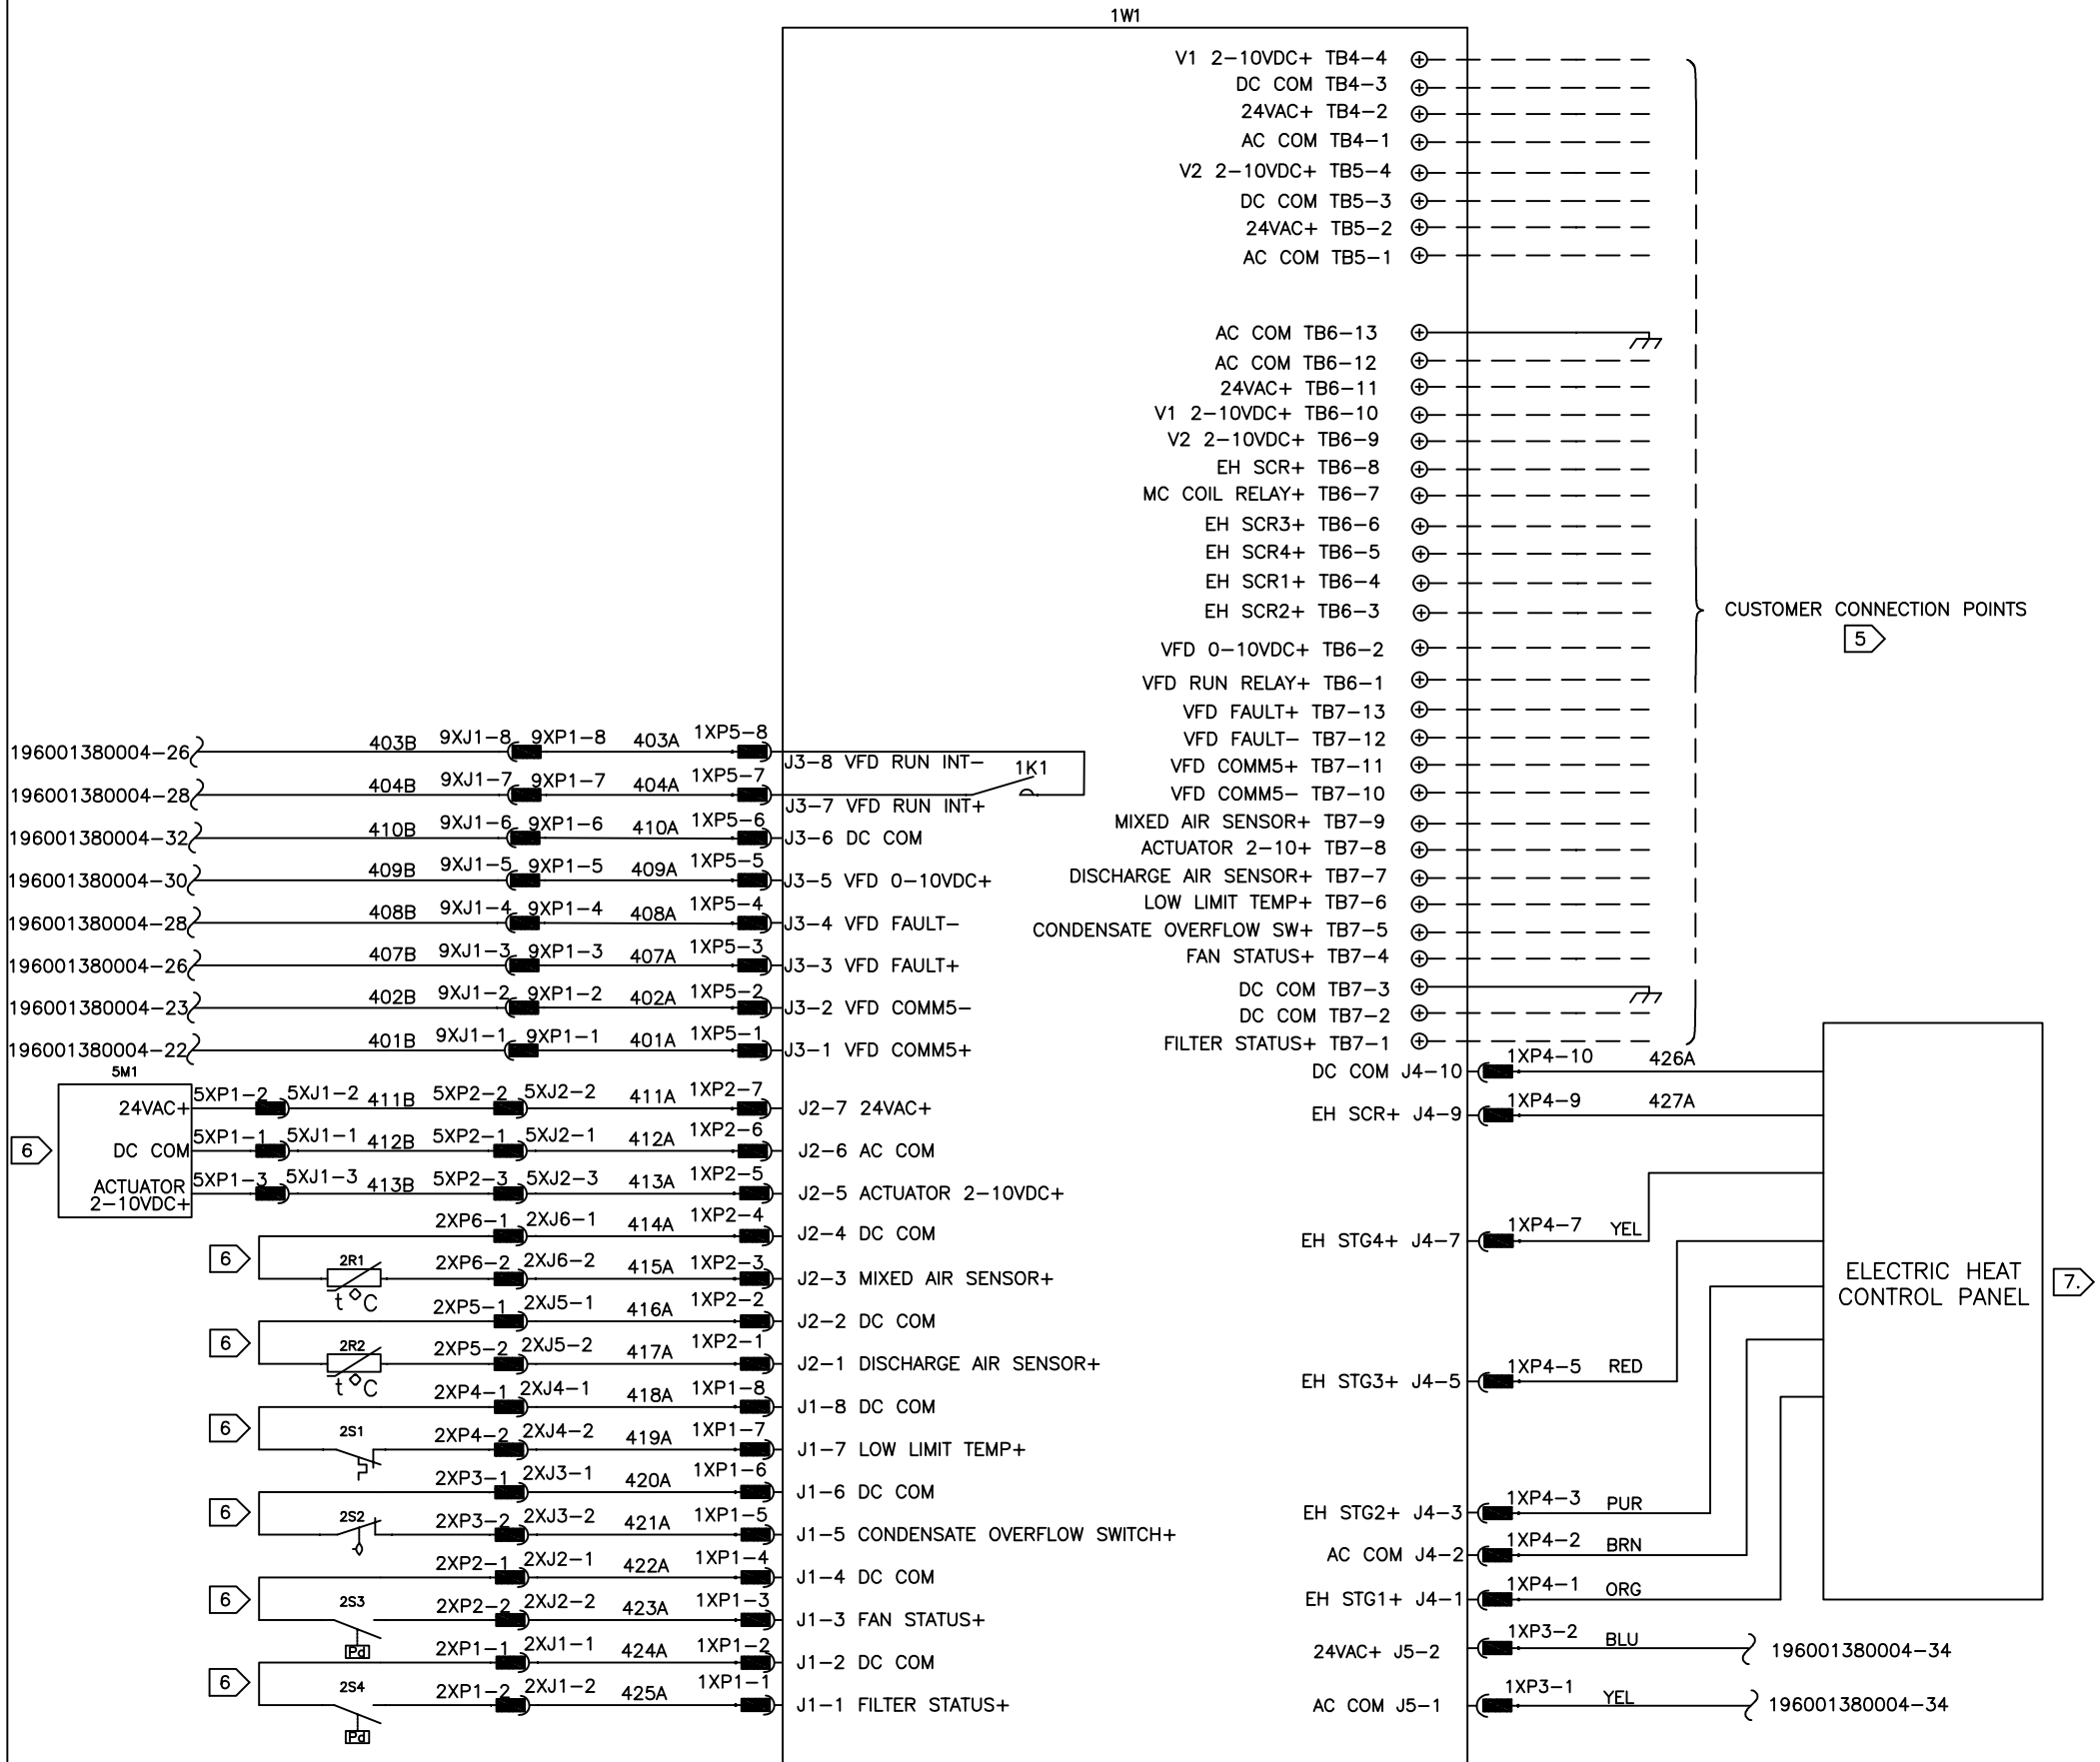 1W1
V1 2-10VDC+ TB4-4
DC COM TB4-3
24VAC+ TB4-2
AC COM TB4-1
V2 2-10VDC+ TB5-4
DC COM TB5-3
24VAC+ TB5-2
AC COM TB5-1
AC COM TB6-13
AC COM TB6-12
24VAC+ TB6-11
V1 2-10VDC+ TB6-10
V2 2-10VDC+ TB6-9
EH SCR+ TB6-8
MC COIL RELAY+ TB6-7
EH SCR3+ TB6-6
EH SCR4+ TB6-5
EH SCR1+ TB6-4
EH SCR2+ TB6-3
VFD 0-10VDC+ TB6-2
VFD RUN RELAY+ TB6-1
VFD FAULT+ TB7-13
VFD FAULT- TB7-12
VFD COMM5+ TB7-11
VFD COMM5- TB7-10
MIXED AIR SENSOR+ TB7-9
ACTUATOR 2-10+ TB7-8
DISCHARGE AIR SENSOR+ TB7-7
LOW LIMIT TEMP+ TB7-6
CONDENSATE OVERFLOW SW+ TB7-5
FAN STATUS+ TB7-4
DC COM TB7-3
DC COM TB7-2
FILTER STATUS+ TB7-1
CUSTOMER CONNECTION POINTS
5
196001380004-26 403B 9XJ1-8 9XP1-8 403A 1XP5-8 J3-8 VFD RUN INT-
1K1
196001380004-28 404B 9XJ1-7 9XP1-7 404A 1XP5-7 J3-7 VFD RUN INT+
196001380004-32 410B 9XJ1-6 9XP1-6 410A 1XP5-6 J3-6 DC COM
196001380004-30 409B 9XJ1-5 9XP1-5 409A 1XP5-5 J3-5 VFD 0-10VDC+
196001380004-28 408B 9XJ1-4 9XP1-4 408A 1XP5-4 J3-4 VFD FAULT-
196001380004-26 407B 9XJ1-3 9XP1-3 407A 1XP5-3 J3-3 VFD FAULT+
196001380004-23 402B 9XJ1-2 9XP1-2 402A 1XP5-2 J3-2 VFD COMM5-
196001380004-22 401B 9XJ1-1 9XP1-1 401A 1XP5-1 J3-1 VFD COMM5+
5M1
24VAC+ 5XP1-2 5XJ1-2 411B 5XP2-2 5XJ2-2 411A 1XP2-7 J2-7 24VAC+
6 DC COM 5XP1-1 5XJ1-1 412B 5XP2-1 5XJ2-1 412A 1XP2-6 J2-6 AC COM
ACTUATOR
2-10VDC+ 5XP1-3 5XJ1-3 413B 5XP2-3 5XJ2-3 413A 1XP2-5 J2-5 ACTUATOR 2-10VDC+
2XP6-1 2XJ6-1 414A 1XP2-4 J2-4 DC COM
6 2R1 t°C 2XP6-2 2XJ6-2 415A 1XP2-3 J2-3 MIXED AIR SENSOR+
2XP5-1 2XJ5-1 416A 1XP2-2 J2-2 DC COM
6 2R2 t°C 2XP5-2 2XJ5-2 417A 1XP2-1 J2-1 DISCHARGE AIR SENSOR+
2XP4-1 2XJ4-1 418A 1XP1-8 J1-8 DC COM
6 2S1 2XP4-2 2XJ4-2 419A 1XP1-7 J1-7 LOW LIMIT TEMP+
2XP3-1 2XJ3-1 420A 1XP1-6 J1-6 DC COM
6 2S2 2XP3-2 2XJ3-2 421A 1XP1-5 J1-5 CONDENSATE OVERFLOW SWITCH+
2XP2-1 2XJ2-1 422A 1XP1-4 J1-4 DC COM
6 2S3 2XP2-2 2XJ2-2 423A 1XP1-3 J1-3 FAN STATUS+
Pd
2XP1-1 2XJ1-1 424A 1XP1-2 J1-2 DC COM
6 2S4 2XP1-2 2XJ1-2 425A 1XP1-1 J1-1 FILTER STATUS+
Pd
DC COM J4-10 1XP4-10 426A
EH SCR+ J4-9 1XP4-9 427A
EH STG4+ J4-7 1XP4-7 YEL
EH STG3+ J4-5 1XP4-5 RED
EH STG2+ J4-3 1XP4-3 PUR
AC COM J4-2 1XP4-2 BRN
EH STG1+ J4-1 1XP4-1 ORG
24VAC+ J5-2 1XP3-2 BLU 196001380004-34
AC COM J5-1 1XP3-1 YEL 196001380004-34
ELECTRIC HEAT
CONTROL PANEL
7.